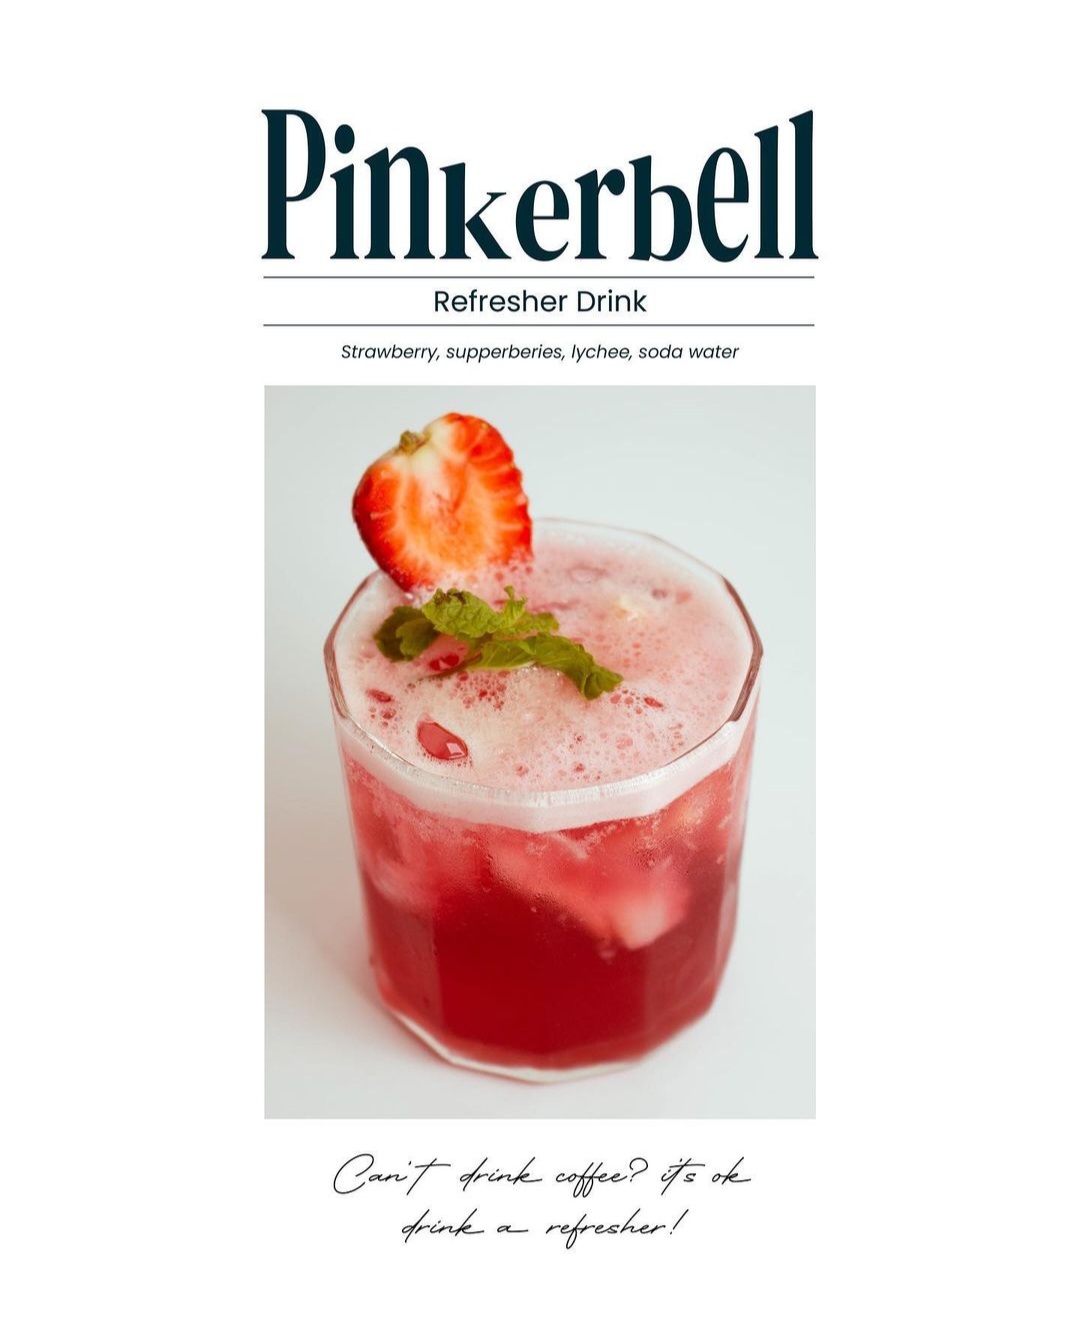 Pinkerbell
Refresher Drink
Strawberry, supperberies, lychee, soda water
Can't drink coffee? it's ok
drink a refresher!